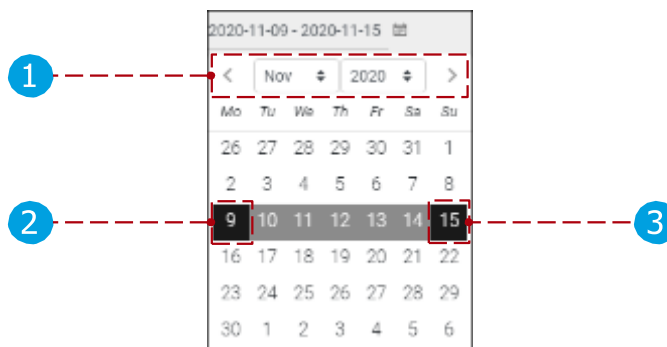 2020-11-09 - 2020-11-15
1
< Nov 2020 >
Mo Tu We Th Fr Sa Su
26 27 28 29 30 31 1
2 3 4 5 6 7 8
2 9 10 11 12 13 14 15 3
16 17 18 19 20 21 22
23 24 25 26 27 28 29
30 1 2 3 4 5 6